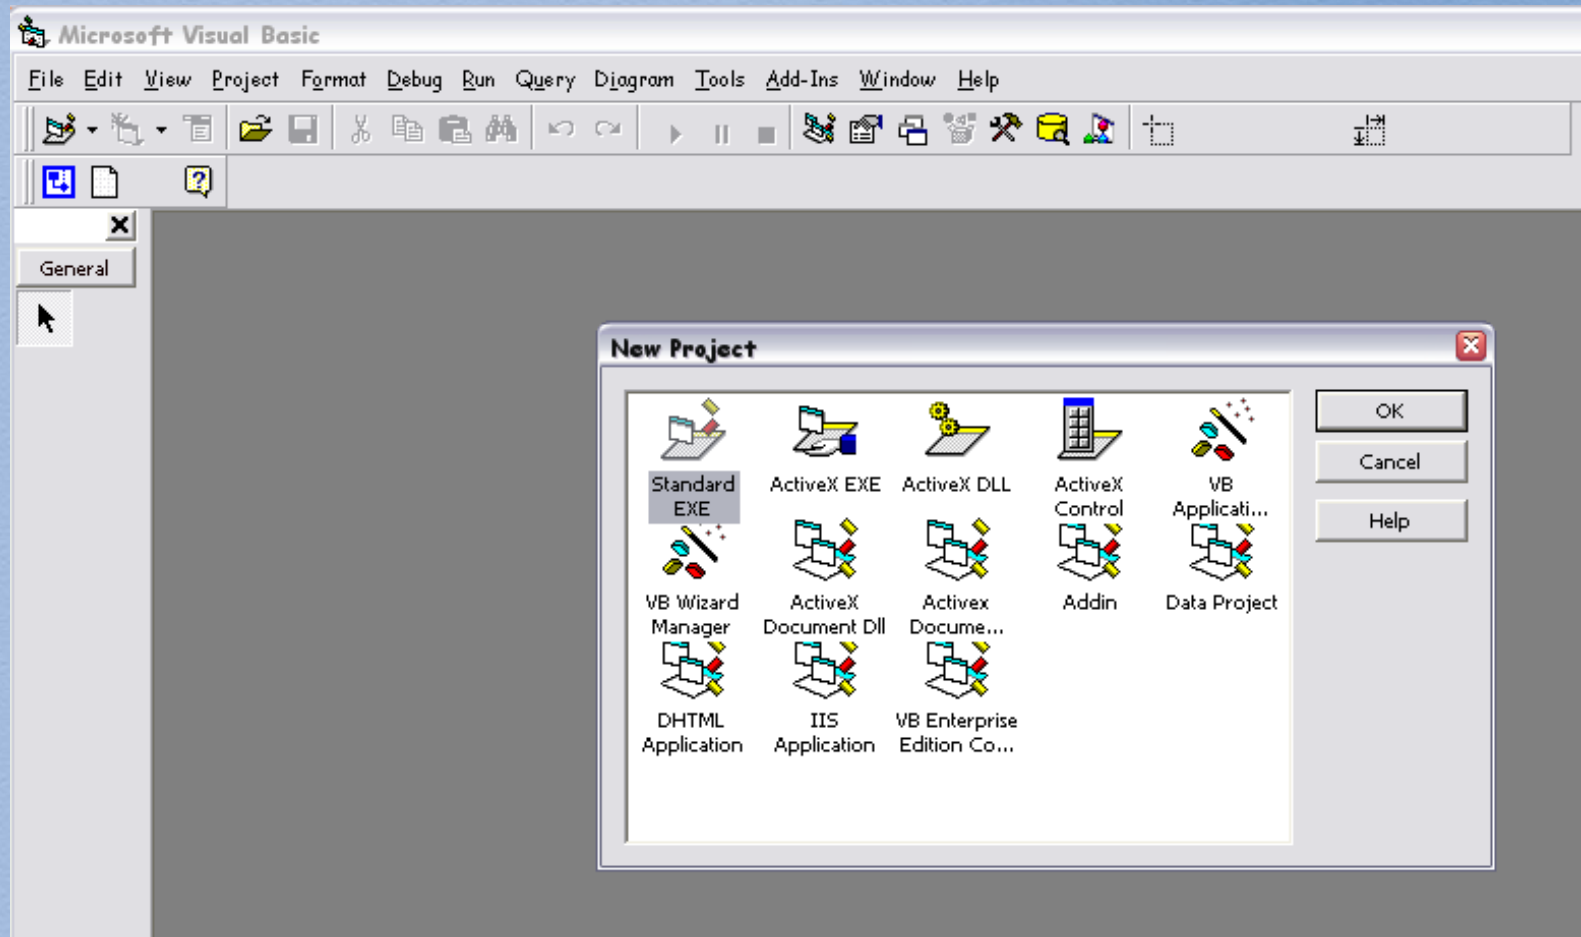 Microsoft Visual Basic
File Edit View Project Format Debug Run Query Diagram Tools Add-Ins Window Help
General
New Project
OK
Cancel
Help
Standard
EXE
ActiveX EXE
ActiveX DLL
ActiveX
Control
VB
Applicati...
VB Wizard
Manager
ActiveX
Document Dll
Activex
Docume...
Addin
Data Project
DHTML
Application
IIS
Application
VB Enterprise
Edition Co...